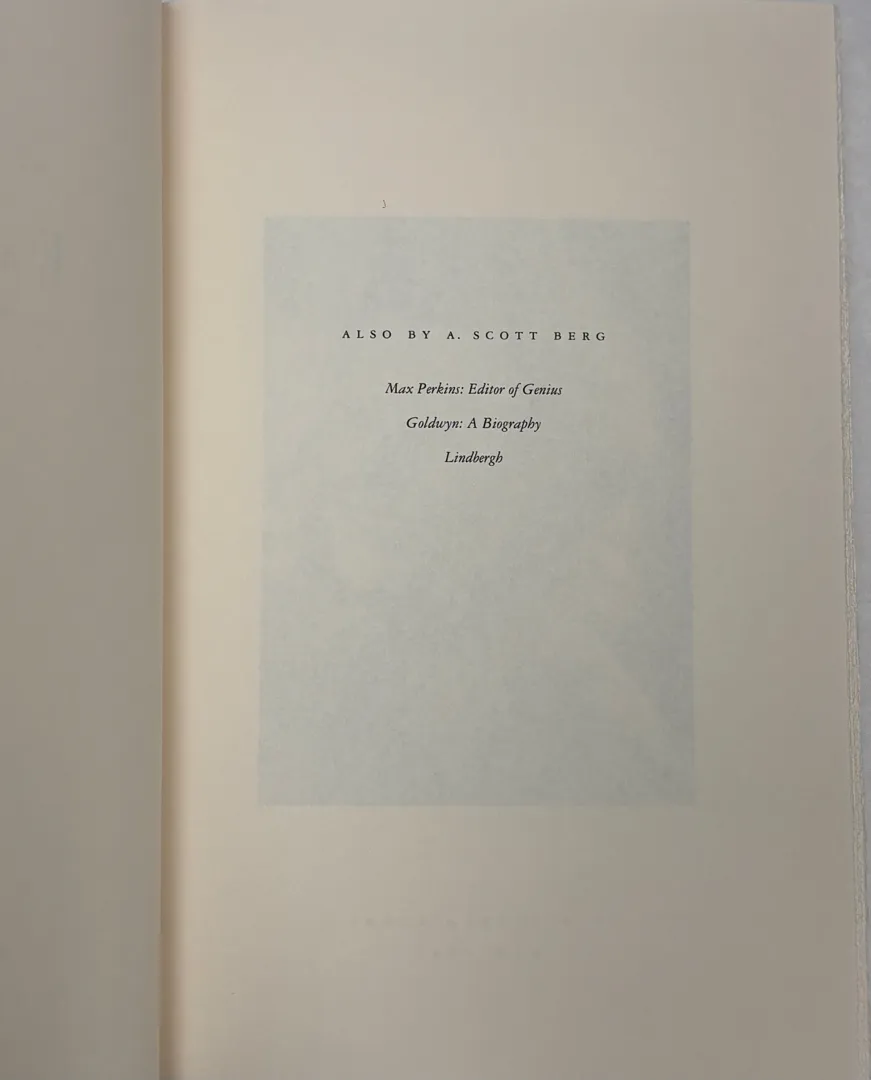 ALSO BY A. SCOTT BERG
Max Perkins: Editor of Genius
Goldwyn: A Biography
Lindbergh